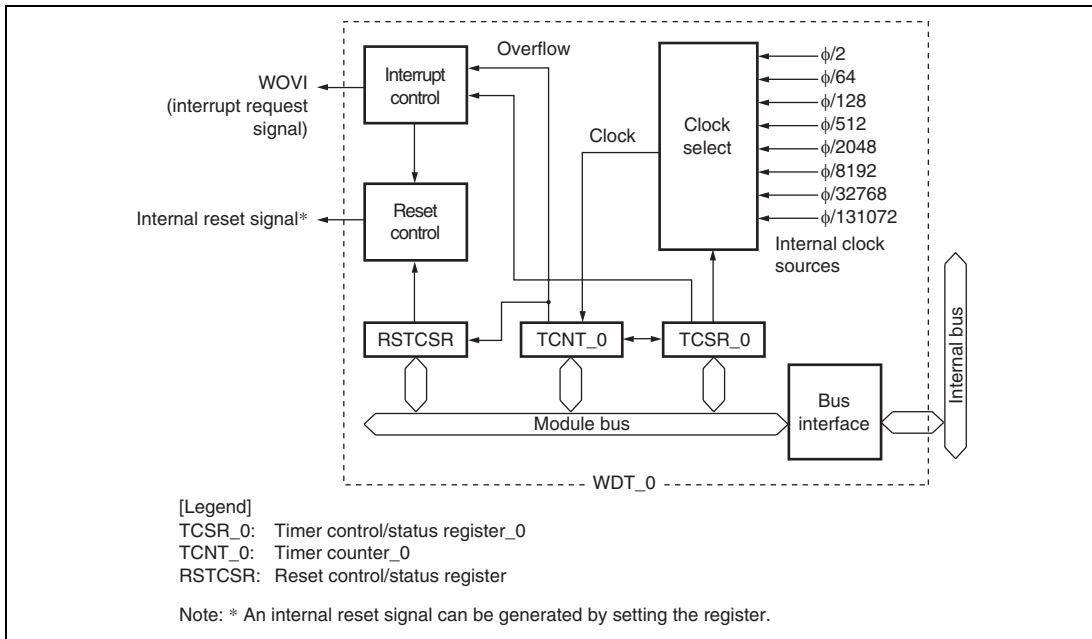 Overflow
Interrupt
control
WOVI
(interrupt request
signal)
Clock
Clock
select
ϕ/2
ϕ/64
ϕ/128
ϕ/512
ϕ/2048
ϕ/8192
ϕ/32768
ϕ/131072
Internal clock
sources
Reset
control
Internal reset signal*
RSTCSR
TCNT_0
TCSR_0
Module bus
Bus
interface
Internal bus
WDT_0
[Legend]
TCSR_0: Timer control/status register_0
TCNT_0: Timer counter_0
RSTCSR: Reset control/status register
Note: * An internal reset signal can be generated by setting the register.